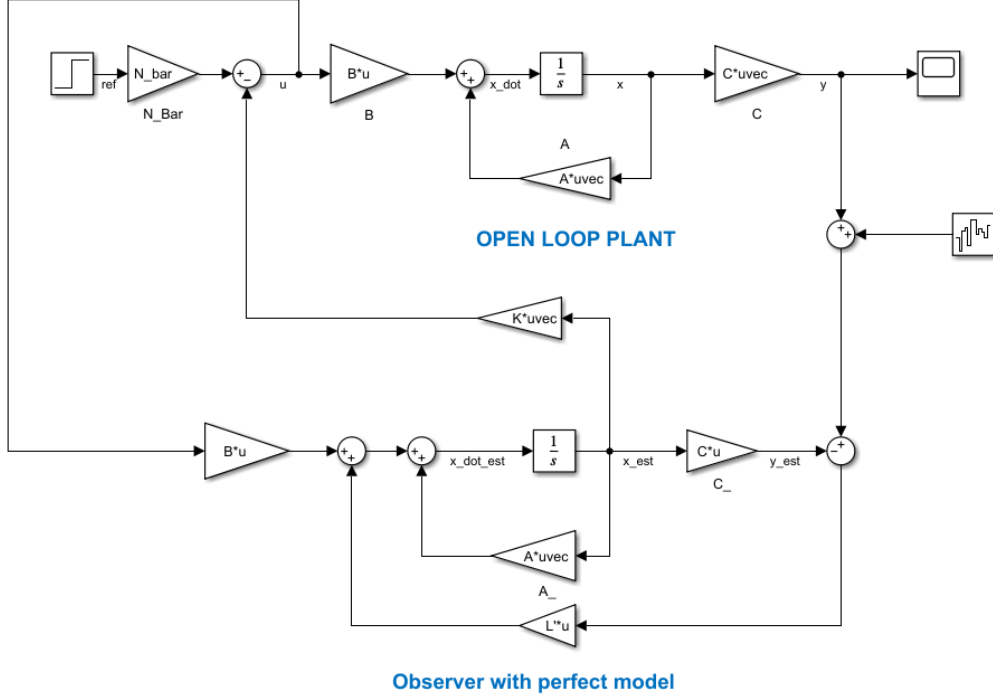 N_bar
ref
N_Bar
+
−
u
B*u
B
+
+
x_dot
1
s
x
A
A*uvec
C*uvec
C
y
OPEN LOOP PLANT
+
+
K*uvec
B*u
+
+
+
+
x_dot_est
1
s
x_est
C*u
C_
y_est
+
−
A*uvec
A_
L'*u
Observer with perfect model